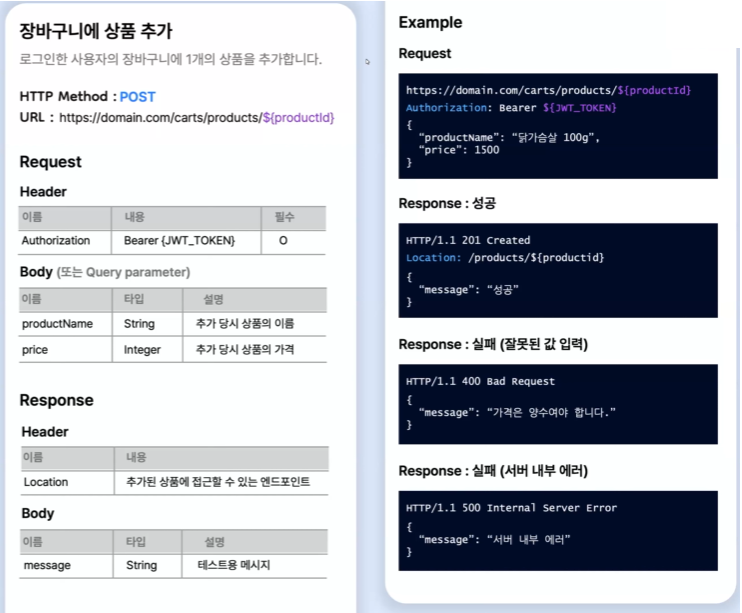 장바구니에 상품 추가
로그인한 사용자의 장바구니에 1개의 상품을 추가합니다.
HTTP Method : POST
URL : https://domain.com/carts/products/${productId}
Request
Header
이름 내용 필수
Authorization Bearer {JWT_TOKEN} O
Body (또는 Query parameter)
이름 타입 설명
productName String 추가 당시 상품의 이름
price Integer 추가 당시 상품의 가격
Response
Header
이름 내용
Location 추가된 상품에 접근할 수 있는 엔드포인트
Body
이름 타입 설명
message String 테스트용 메시지
Example
Request
https://domain.com/carts/products/${productId}
Authorization: Bearer ${JWT_TOKEN}
{
"productName": "닭가슴살 100g",
"price": 1500
}
Response : 성공
HTTP/1.1 201 Created
Location: /products/${productid}
{
"message": "성공"
}
Response : 실패 (잘못된 값 입력)
HTTP/1.1 400 Bad Request
{
"message": "가격은 양수여야 합니다."
}
Response : 실패 (서버 내부 에러)
HTTP/1.1 500 Internal Server Error
{
"message": "서버 내부 에러"
}